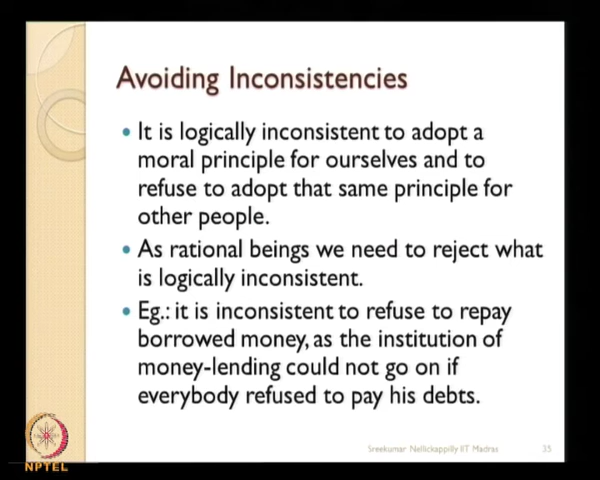 Avoiding Inconsistencies
It is logically inconsistent to adopt a
moral principle for ourselves and to
refuse to adopt that same principle for
other people.
As rational beings we need to reject what
is logically inconsistent.
Eg.: it is inconsistent to refuse to repay
borrowed money, as the institution of
money-lending could not go on if
everybody refused to pay his debts.
Sreekumar Nellickappilly IIT Madras
35
NPTEL